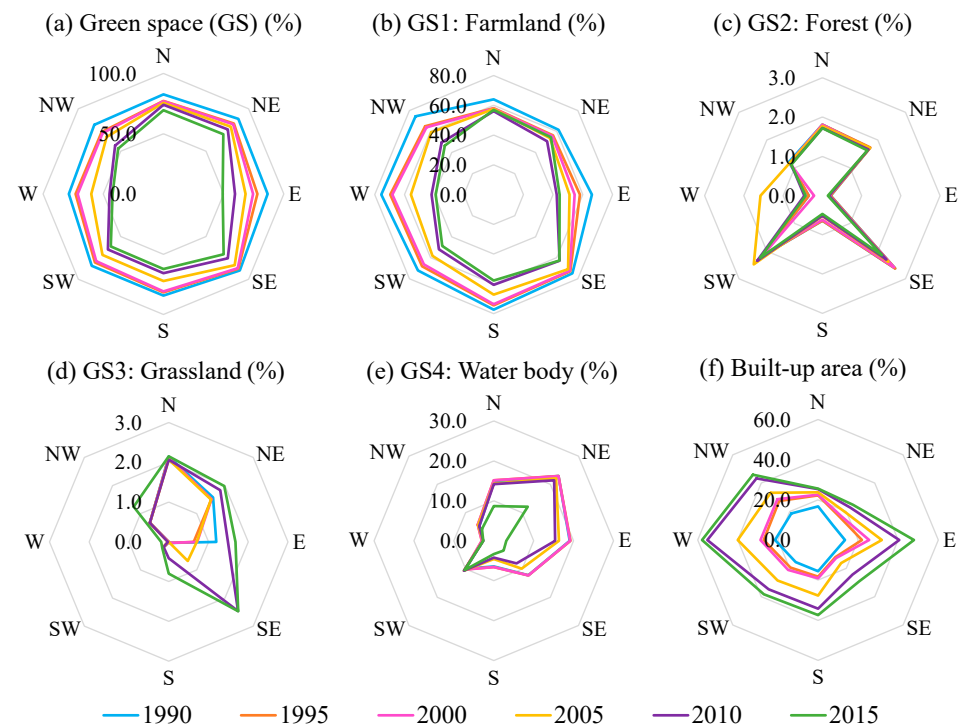 (a) Green space (GS) (%)
N
100.0
NW
NE
50.0
W
0.0
E
SW
SE
S
(b) GS1: Farmland (%)
N
80.0
NW
NE
60.0
40.0
20.0
W
0.0
E
SW
SE
S
(c) GS2: Forest (%)
N
3.0
NW
NE
2.0
1.0
W
0.0
E
SW
SE
S
(d) GS3: Grassland (%)
N
3.0
NW
NE
2.0
1.0
W
0.0
E
SW
SE
S
(e) GS4: Water body (%)
N
30.0
NW
NE
20.0
10.0
W
0.0
E
SW
SE
S
(f) Built-up area (%)
N
60.0
NW
NE
40.0
20.0
W
0.0
E
SW
SE
S
1990 1995 2000 2005 2010 2015